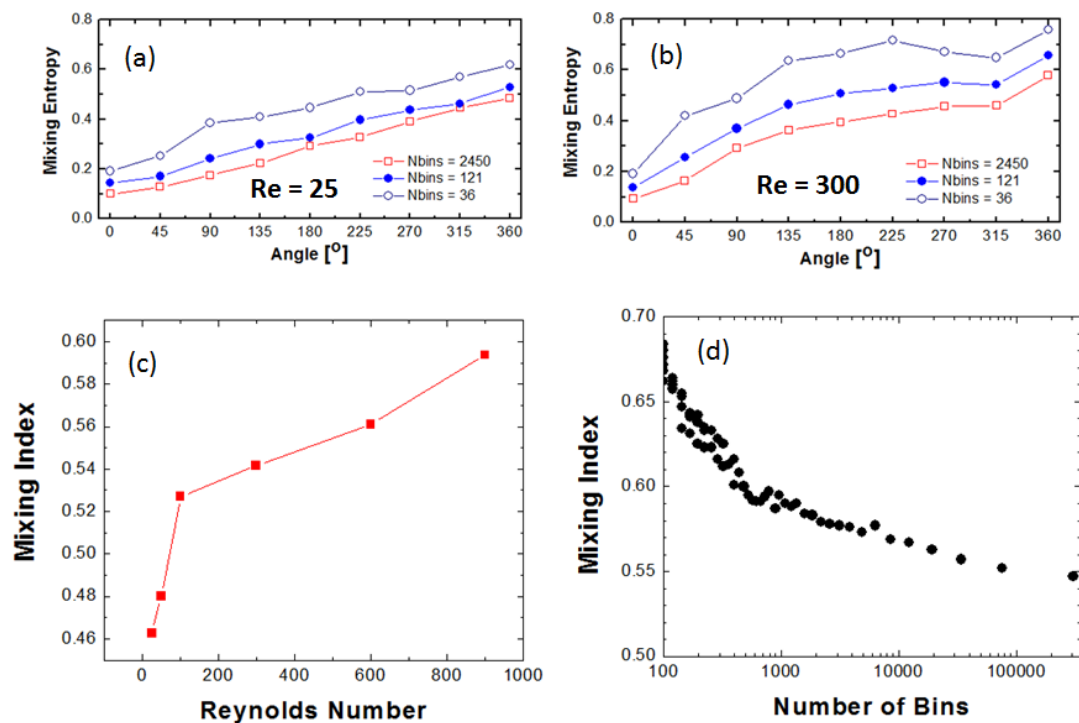 (a)
Mixing Entropy
0.8
0.6
0.4
0.2
0.0
Nbins = 2450
Nbins = 121
Nbins = 36
Re = 25
0 45 90 135 180 225 270 315 360
Angle [O]
(b)
Mixing Entropy
0.8
0.6
0.4
0.2
0.0
Nbins = 2450
Nbins = 121
Nbins = 36
Re = 300
0 45 90 135 180 225 270 315 360
Angle [O]
(c)
Mixing Index
0.60
0.58
0.56
0.54
0.52
0.50
0.48
0.46
0 200 400 600 800 1000
Reynolds Number
(d)
Mixing Index
0.70
0.65
0.60
0.55
0.50
100 1000 10000 100000
Number of Bins